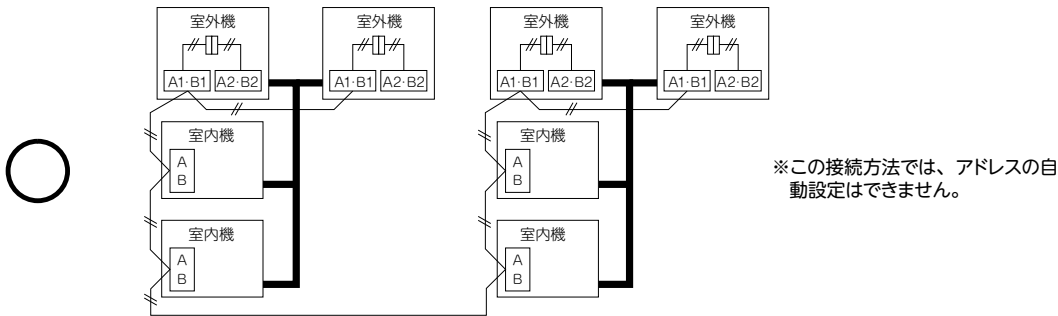 室外機
室外機
室外機
室外機
A1·B1
A2·B2
A1·B1
A2·B2
A1·B1
A2·B2
A1·B1
A2·B2
室内機
A
B
室内機
A
B
※この接続方法では、アドレスの自
動設定はできません。
室内機
A
B
室内機
A
B